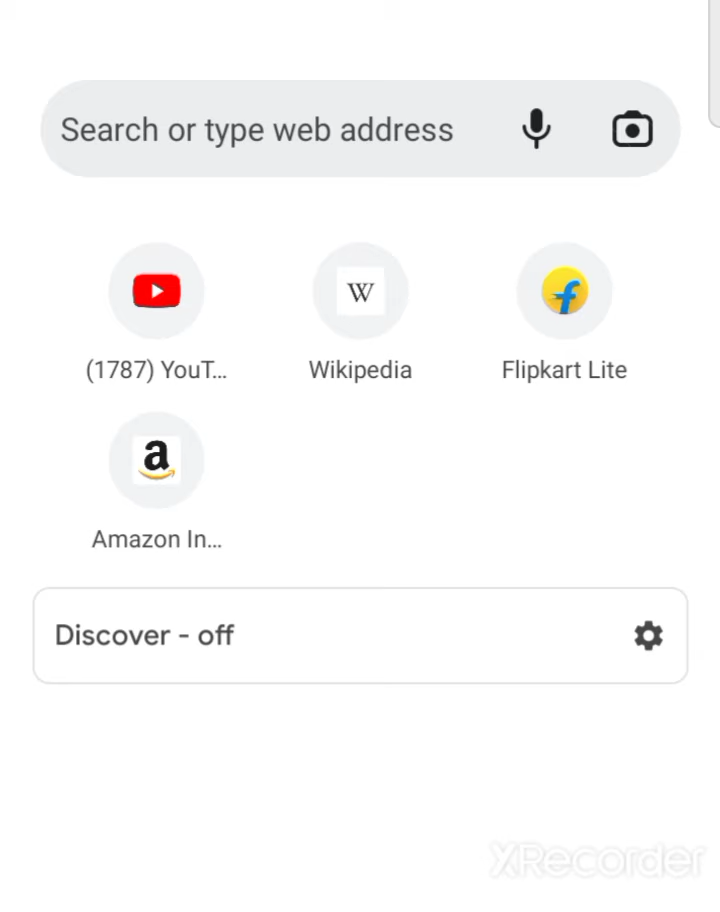 Search or type web address
(1787) YouT...
Wikipedia
Flipkart Lite
Amazon In...
Discover - off
XRecorder